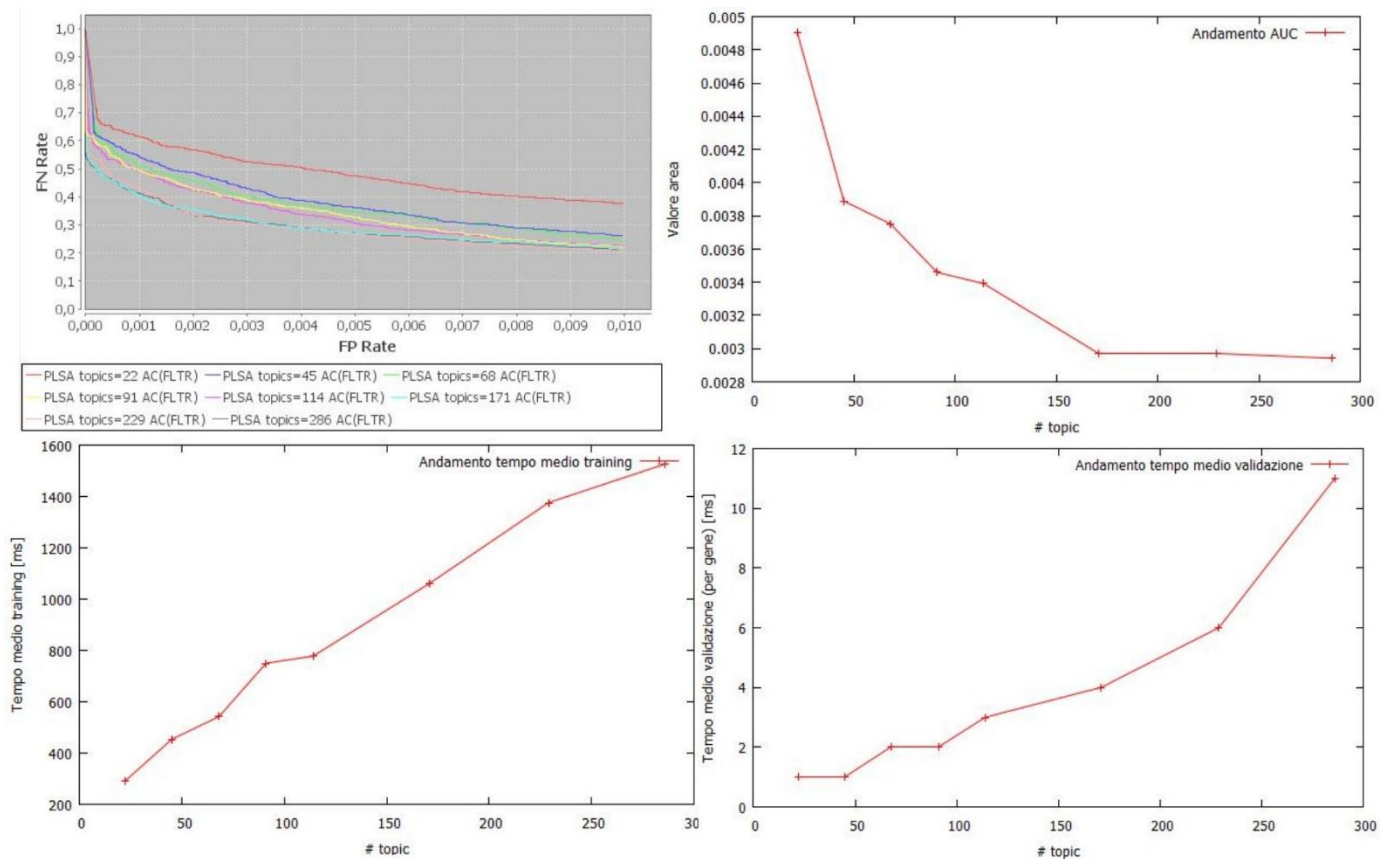 1,0
0,9
0,8
0,7
0,6
0,5
0,4
0,3
0,2
0,1
0,0
FN Rate
0,000 0,001 0,002 0,003 0,004 0,005 0,006 0,007 0,008 0,009 0,010
FP Rate
PLSA topics=22 AC(FLTR) PLSA topics=45 AC(FLTR) PLSA topics=68 AC(FLTR)
PLSA topics=91 AC(FLTR) PLSA topics=114 AC(FLTR) PLSA topics=171 AC(FLTR)
PLSA topics=229 AC(FLTR) PLSA topics=286 AC(FLTR)
0.005
0.0048
0.0046
0.0044
0.0042
0.004
0.0038
0.0036
0.0034
0.0032
0.003
0.0028
Valore area
Andamento AUC
0 50 100 150 200 250 300
# topic
1600
1400
1200
1000
800
600
400
200
Tempo medio training [ms]
Andamento tempo medio training
0 50 100 150 200 250 30
# topic
12
10
8
6
4
2
0
Tempo medio validazione (per gene) [ms]
Andamento tempo medio validazione
0 50 100 150 200 250 300
# topic